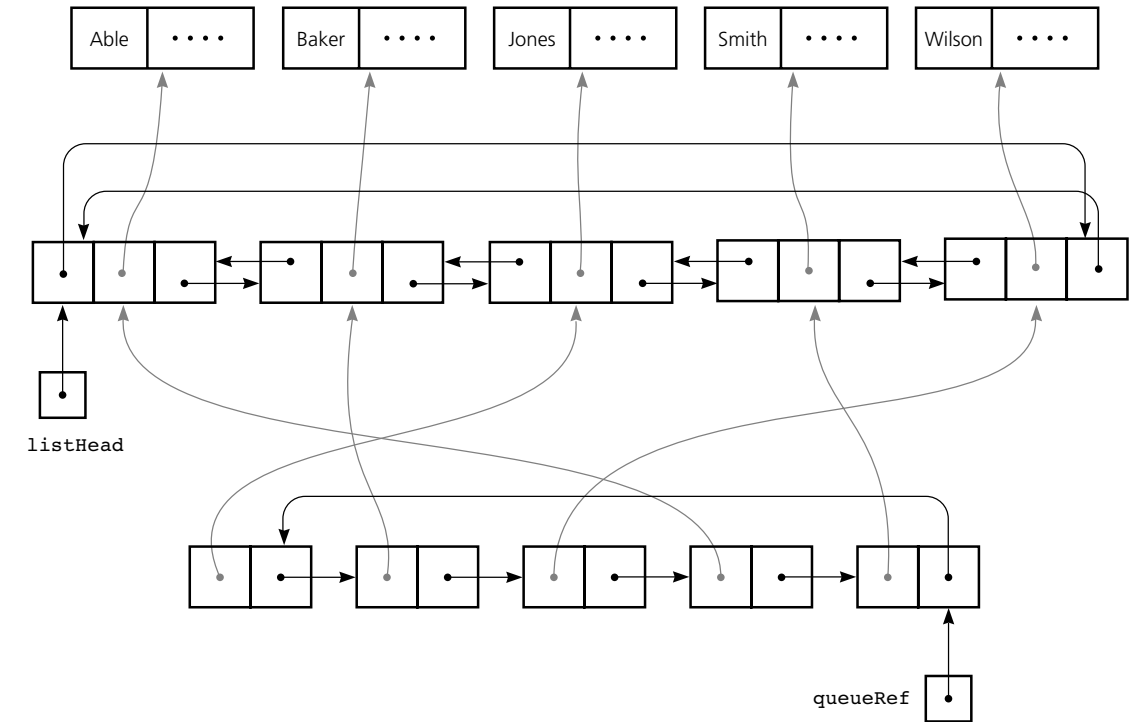 Able • • • • Baker • • • • Jones • • • • Smith • • • • Wilson • • • •
listHead
queueRef